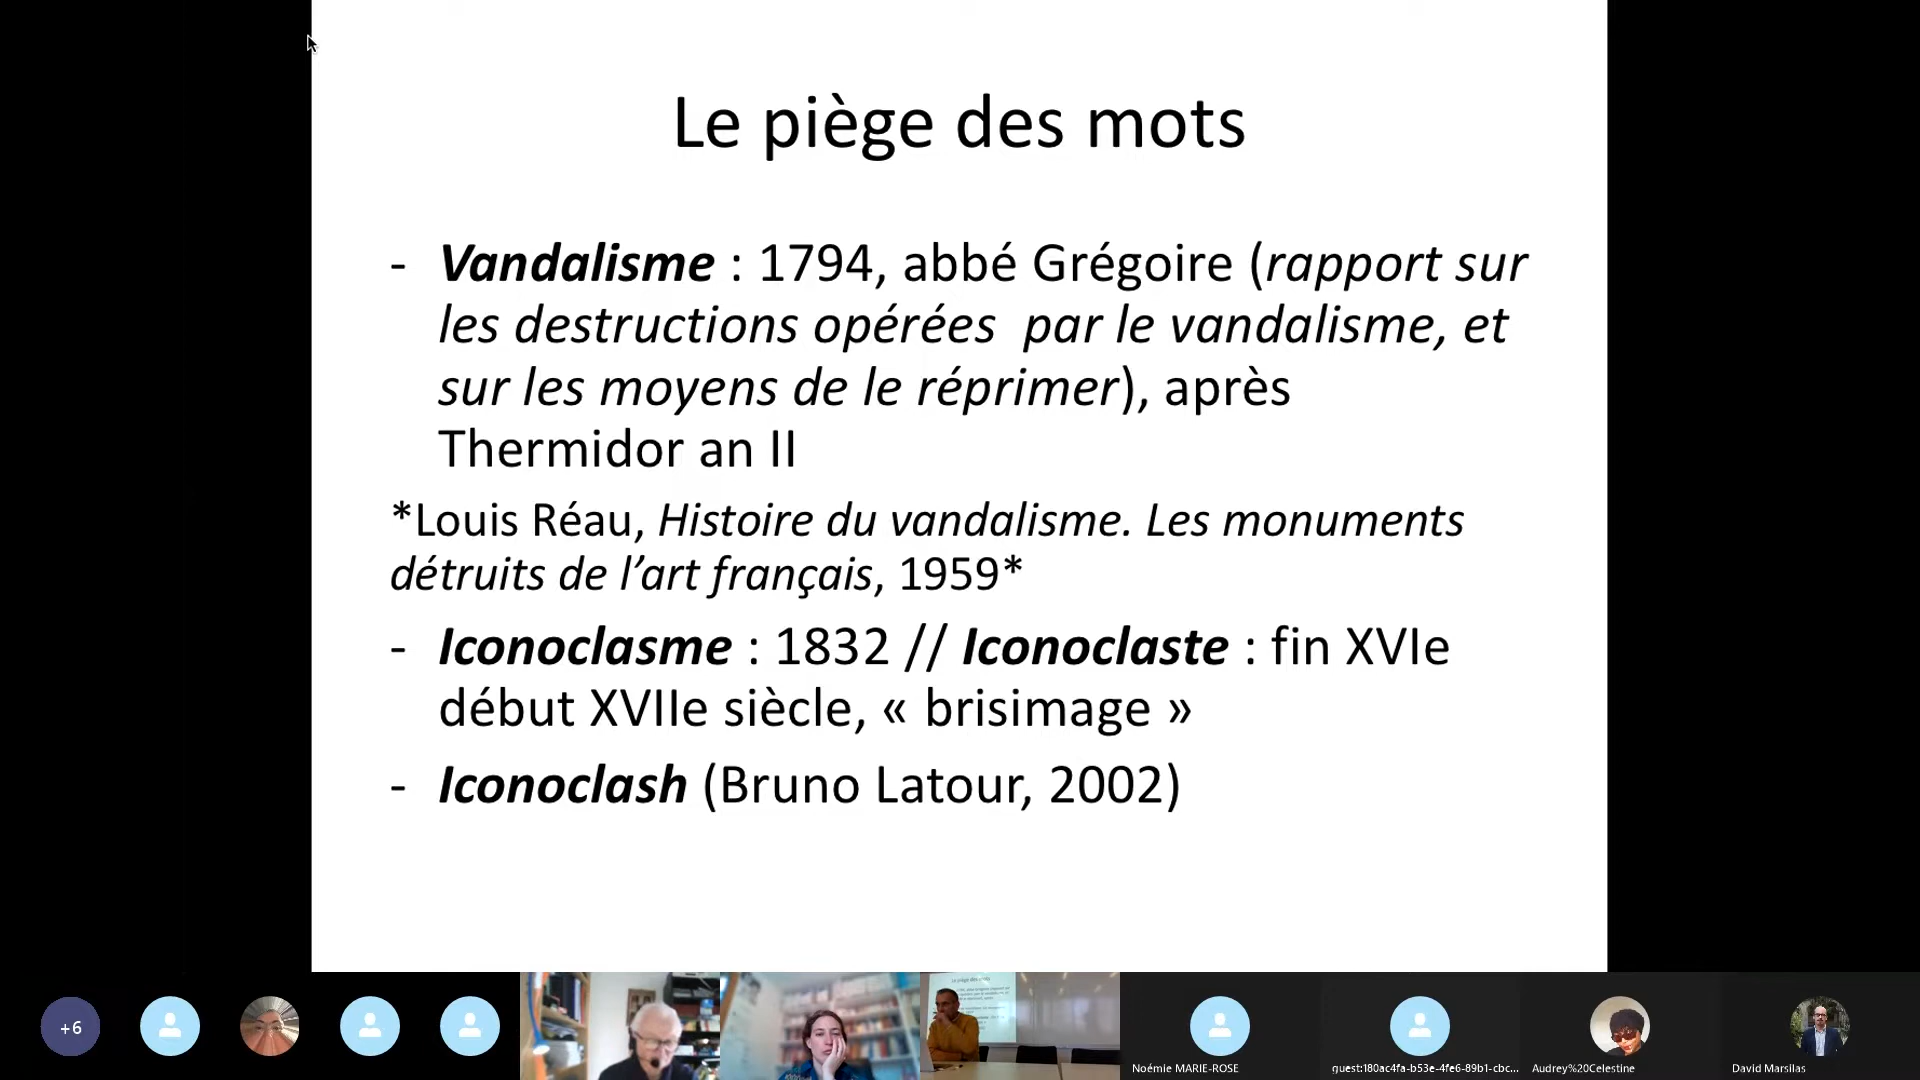 Le piège des mots
- Vandalisme : 1794, abbé Grégoire (rapport sur
les destructions opérées  par le vandalisme, et
sur les moyens de le réprimer), après
Thermidor an II
*Louis Réau, Histoire du vandalisme. Les monuments
détruits de l’art français, 1959*
- Iconoclasme : 1832 // Iconoclaste : fin XVIe
début XVIIe siècle, « brisimage »
- Iconoclash (Bruno Latour, 2002)
+6
Noémie MARIE-ROSE
guest:180ac4fa-b53e-4fe6-89b1-cbc...
Audrey%20Celestine
David Marsilas